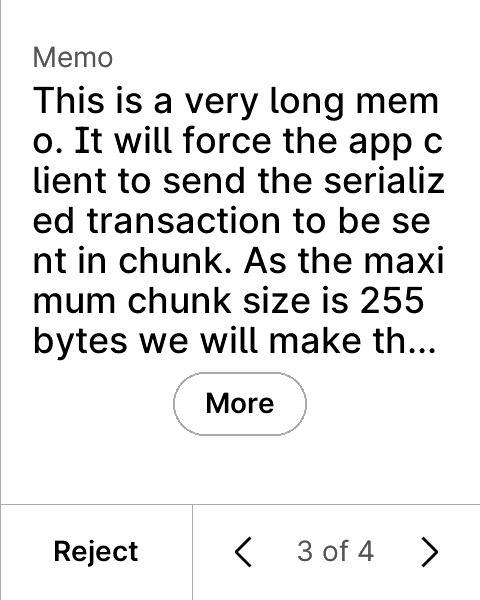 Memo
This is a very long mem
o. It will force the app c
lient to send the serializ
ed transaction to be se
nt in chunk. As the maxi
mum chunk size is 255
bytes we will make th...
More
Reject
3 of 4